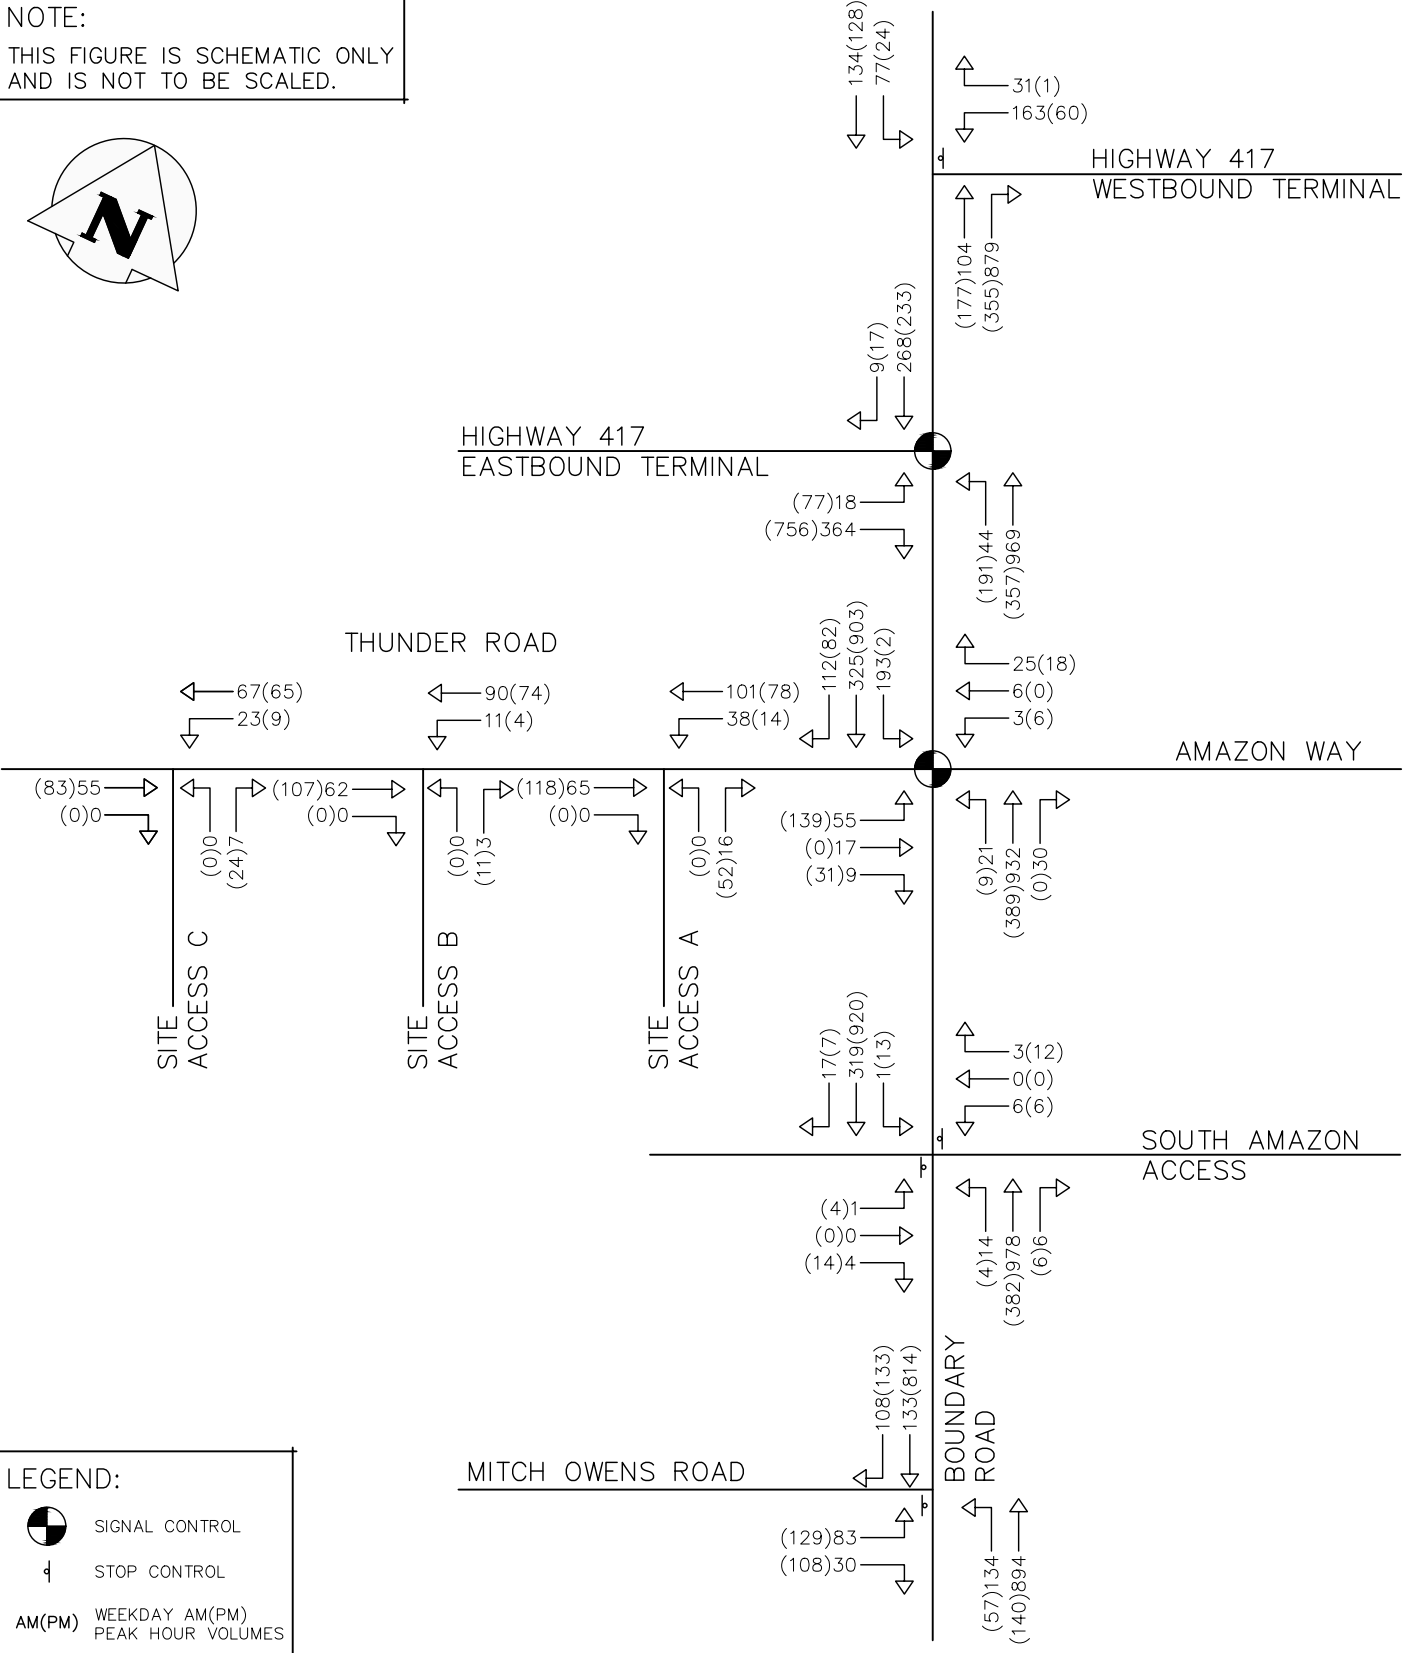 NOTE:
THIS FIGURE IS SCHEMATIC ONLY
AND IS NOT TO BE SCALED.
N
134(128)
77(24)
31(1)
163(60)
HIGHWAY 417
WESTBOUND TERMINAL
(177)104
(355)879
9(17)
268(233)
HIGHWAY 417
EASTBOUND TERMINAL
(77)18
(756)364
(191)44
(357)969
THUNDER ROAD
112(82)
325(903)
193(2)
25(18)
6(0)
3(6)
67(65)
23(9)
90(74)
11(4)
101(78)
38(14)
AMAZON WAY
(83)55
(0)0
(0)0
(24)7
(107)62
(0)0
(0)0
(11)3
(118)65
(0)0
(0)0
(52)16
(139)55
(0)17
(31)9
(9)21
(389)932
(0)30
SITE
ACCESS C
SITE
ACCESS B
SITE
ACCESS A
17(7)
319(920)
1(13)
3(12)
0(0)
6(6)
SOUTH AMAZON
ACCESS
(4)1
(0)0
(14)4
(4)14
(382)978
(6)6
108(133)
133(814)
BOUNDARY
ROAD
MITCH OWENS ROAD
(129)83
(108)30
(57)134
(140)894
LEGEND:
SIGNAL CONTROL
STOP CONTROL
AM(PM)
WEEKDAY AM(PM)
PEAK HOUR VOLUMES